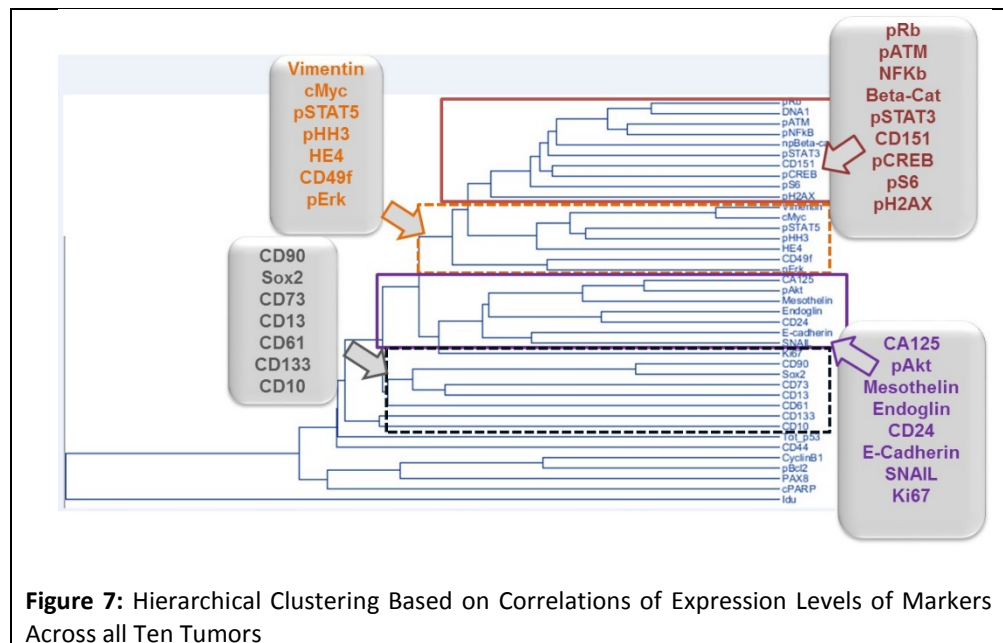 Vimentin
cMyc
pSTAT5
pHH3
HE4
CD49f
pErk
CD90
Sox2
CD73
CD13
CD61
CD133
CD10
pRb
DNA1
pATM
pNFkB
npBeta-ca
pSTAT3
CD151
pCREB
pS6
pH2AX
Vimentin
cMyc
pSTAT5
pHH3
HE4
CD49f
pErk
CA125
pAkt
Mesothelin
Endoglin
CD24
E-cadherin
SNAIL
Ki67
CD90
Sox2
CD73
CD13
CD61
CD133
CD10
Tot_p53
CD44
CyclinB1
pBcl2
PAX8
cPARP
Idu
pRb
pATM
NFKb
Beta-Cat
pSTAT3
CD151
pCREB
pS6
pH2AX
CA125
pAkt
Mesothelin
Endoglin
CD24
E-Cadherin
SNAIL
Ki67
Figure 7: Hierarchical Clustering Based on Correlations of Expression Levels of Markers
Across all Ten Tumors